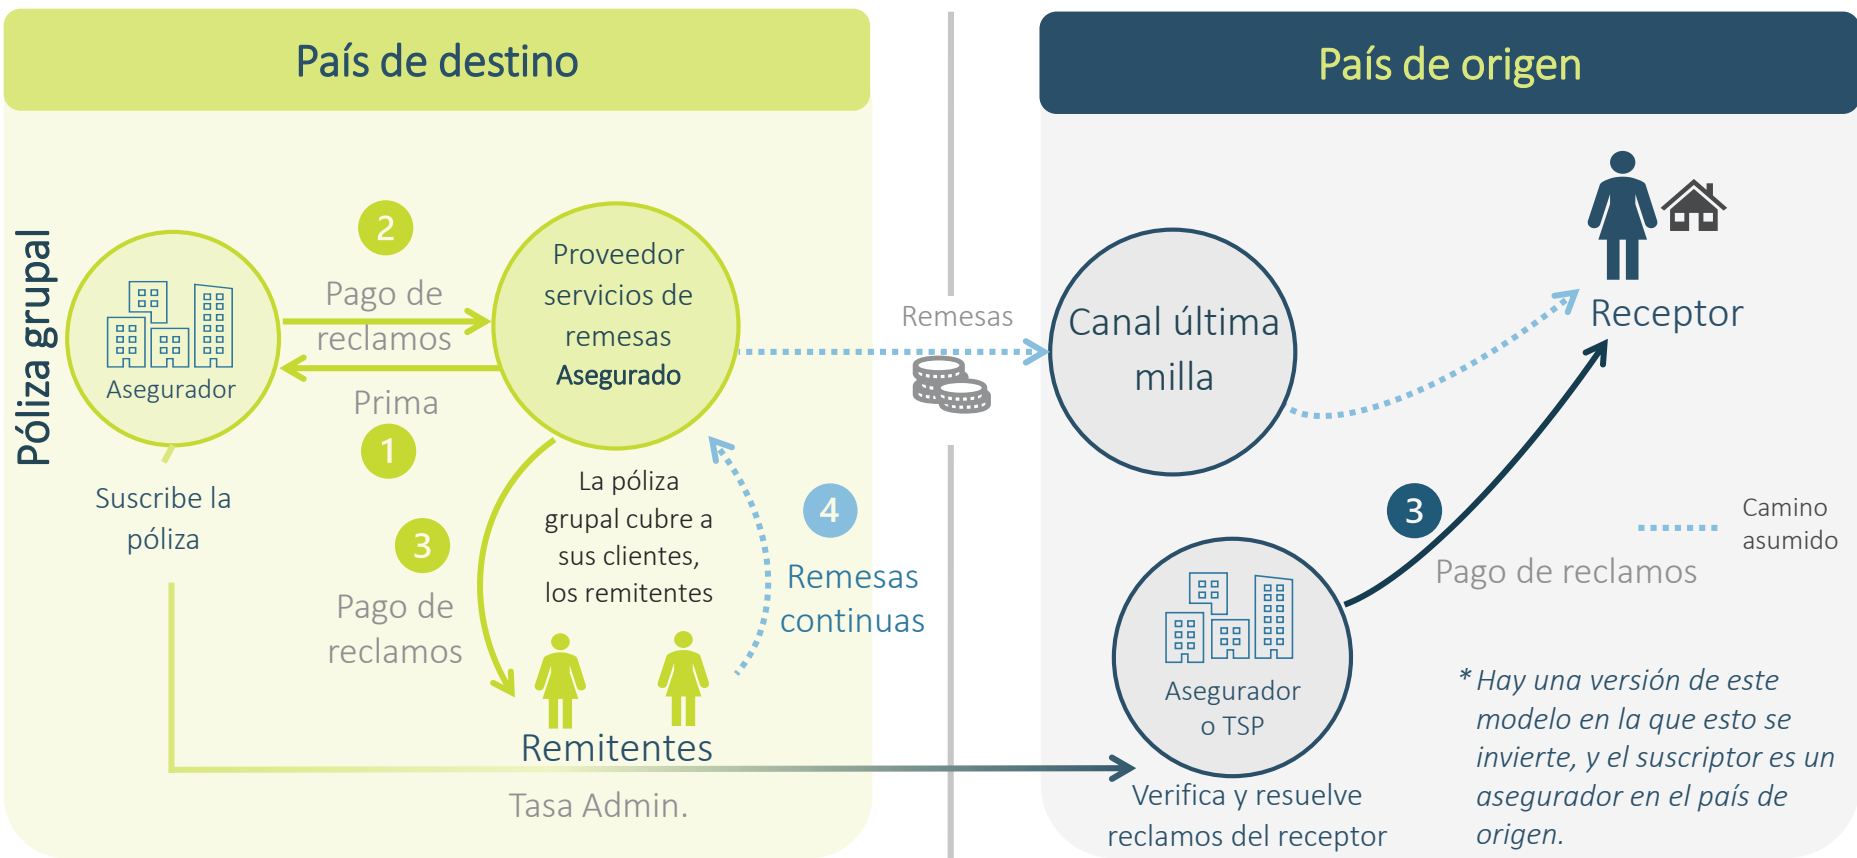 País de destino
País de origen
Póliza grupal
2
Pago de
reclamos
Prima
1
Asegurador
Suscribe la
póliza
Proveedor
servicios de
remesas
Asegurado
La póliza
grupal cubre a
sus clientes,
los remitentes
3
Pago de
reclamos
4
Remesas
continuas
Remitentes
Tasa Admin.
Remesas
Canal última
milla
Receptor
3
Pago de reclamos
Camino
asumido
Asegurador
o TSP
Verifica y resuelve
reclamos del receptor
* Hay una versión de este
modelo en la que esto se
invierte, y el suscriptor es un
asegurador en el país de
origen.